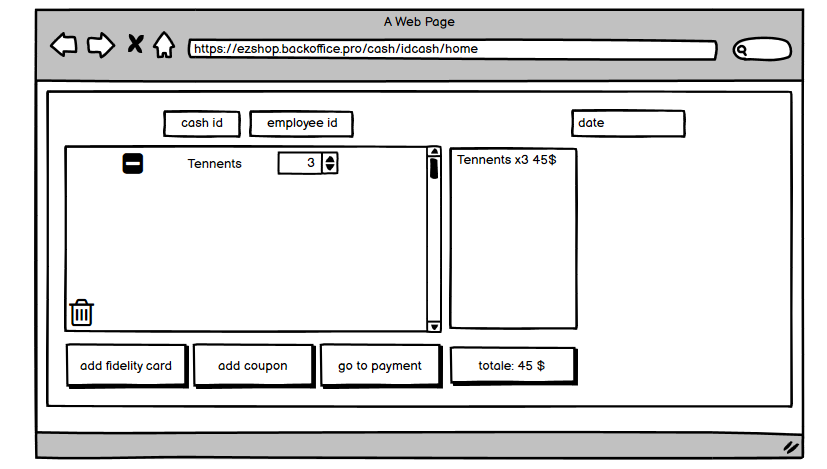 A Web Page
https://ezshop.backoffice.pro/cash/idcash/home
cash id
employee id
date
Tennents
3
Tennents x3 45$
add fidelity card
add coupon
go to payment
totale: 45 $